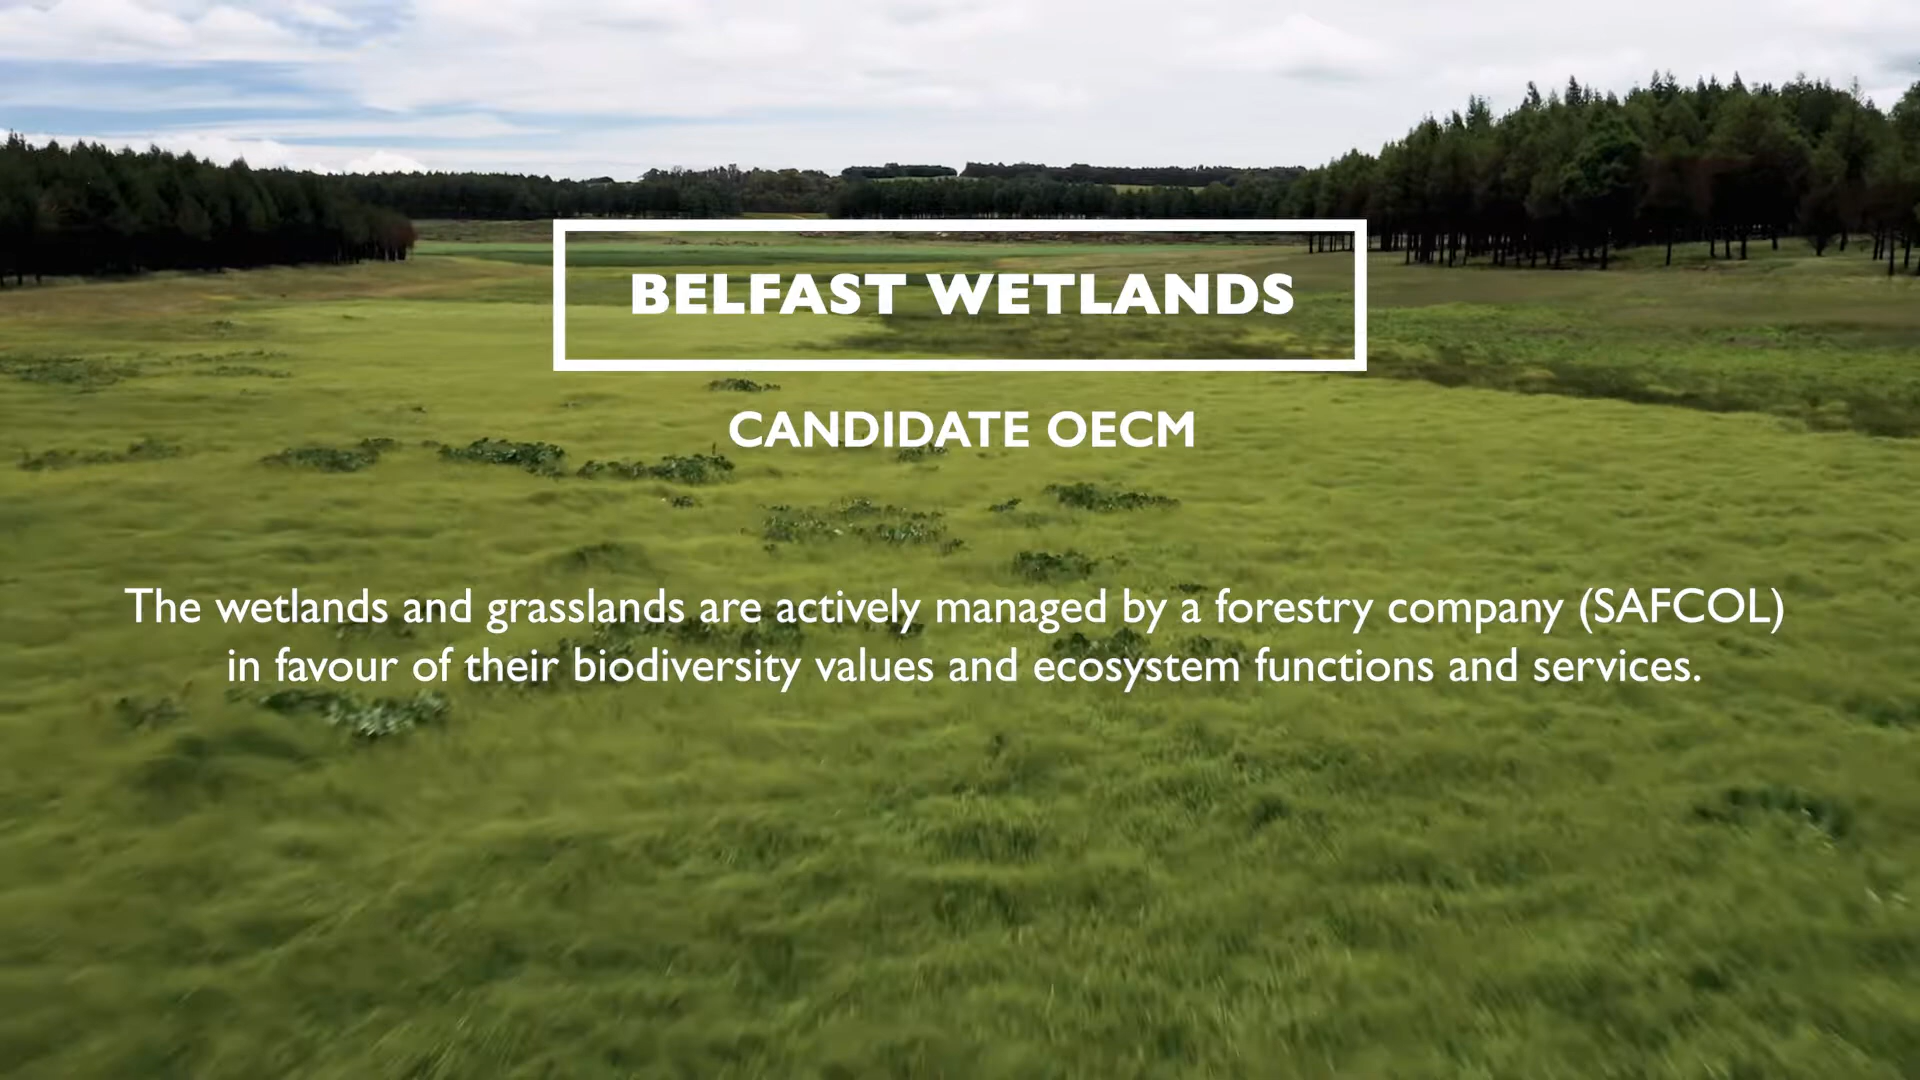 BELFAST WETLANDS
CANDIDATE OECM
The wetlands and grasslands are actively managed by a forestry company (SAFCOL)
in favour of their biodiversity values and ecosystem functions and services.